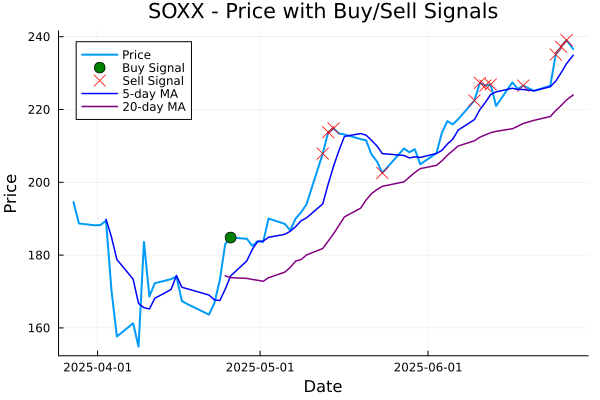 SOXX - Price with Buy/Sell Signals
240
220
200
180
160
Price
Price
Buy Signal
Sell Signal
5-day MA
20-day MA
2025-04-01
2025-05-01
2025-06-01
Date